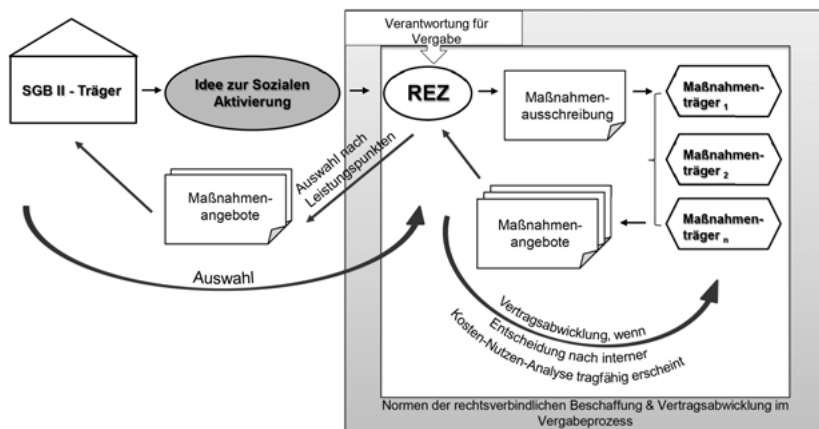 Verantwortung für
Vergabe
SGB II - Träger
Idee zur Sozialen
Aktivierung
REZ
Maßnahmen-
ausschreibung
Maßnahmen-
träger 1
Maßnahmen-
träger 2
Maßnahmen-
träger n
Auswahl nach
Leistungspunkten
Maßnahmen-
angebote
Maßnahmen-
angebote
Auswahl
Vertragsabwicklung, wenn
Entscheidung nach interner
Kosten-Nutzen-Analyse tragfähig erscheint
Normen der rechtsverbindlichen Beschaffung & Vertragsabwicklung im
Vergabeprozess